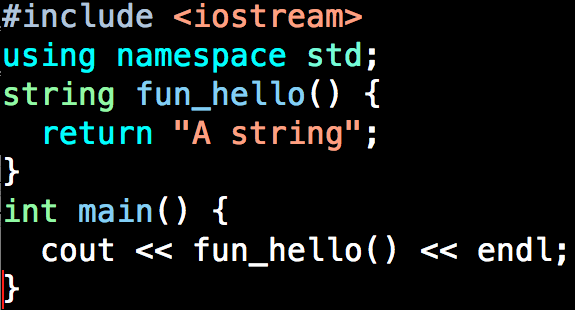 #include <iostream>
using namespace std;
string fun_hello() {
  return "A string";
}
int main() {
  cout << fun_hello() << endl;
}